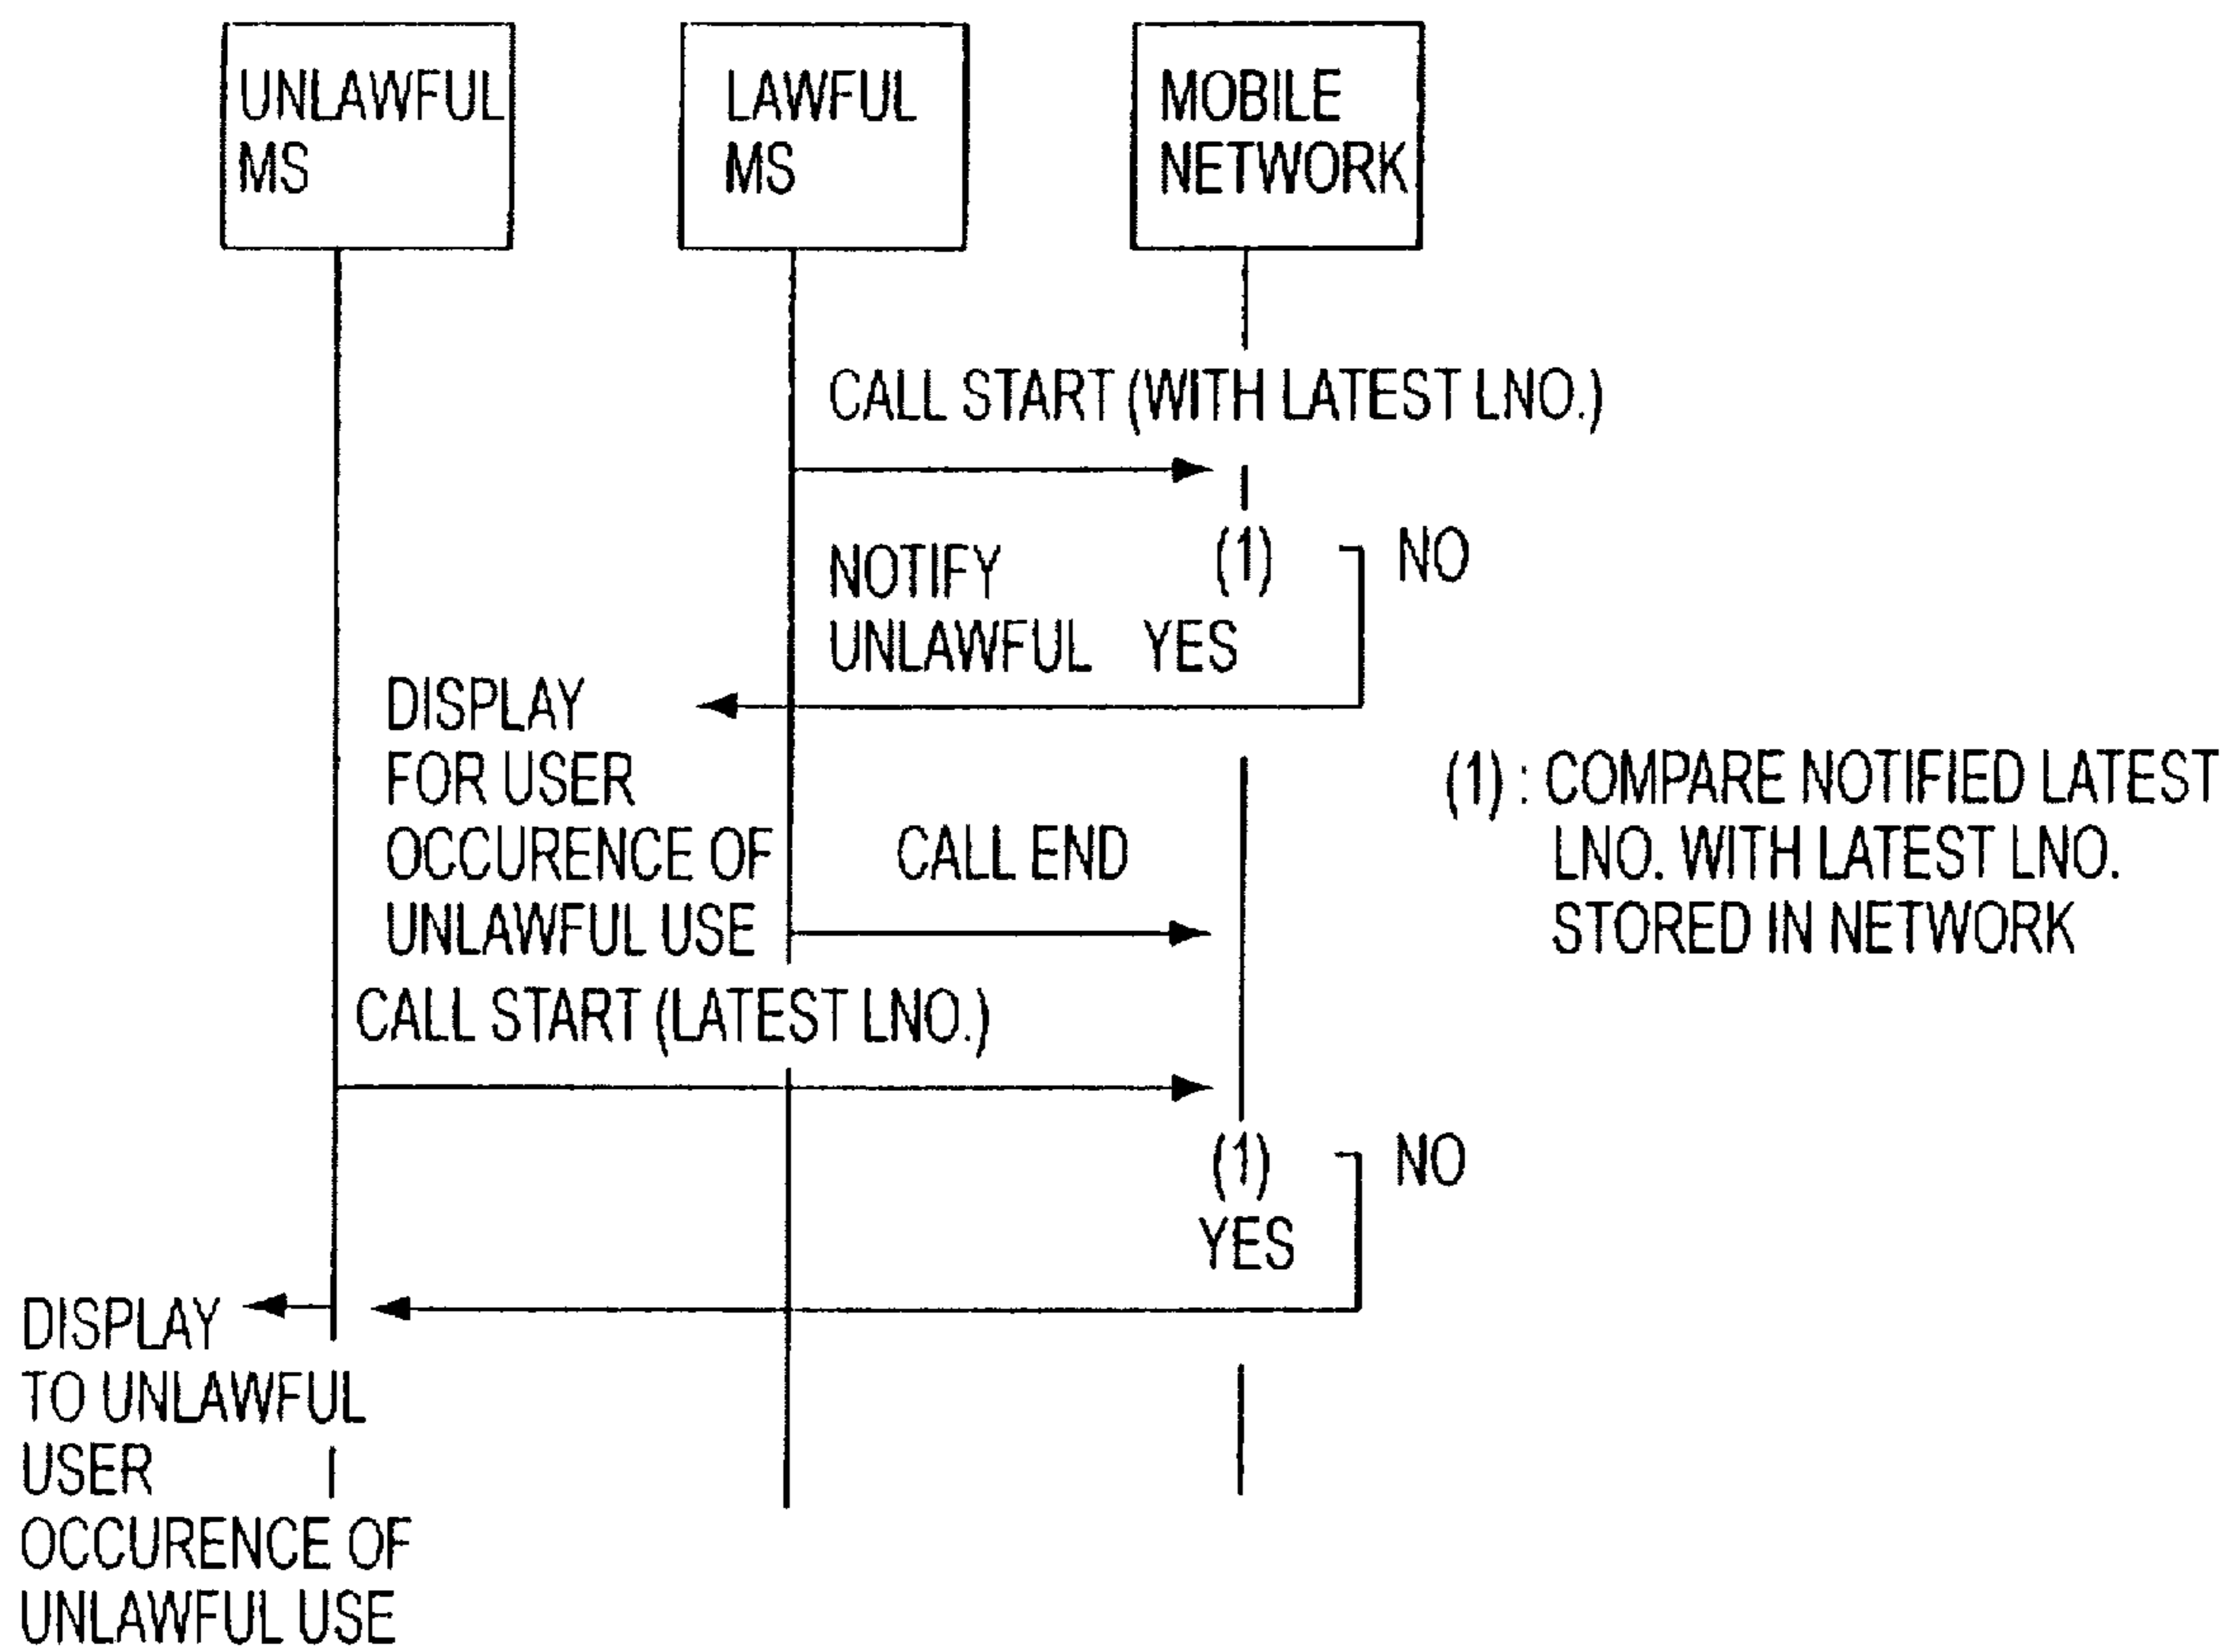 UNLAWFUL
MS
LAWFUL
MS
MOBILE
NETWORK
CALL START (WITH LATEST LNO.)
(1)
NO
NOTIFY
UNLAWFUL
YES
DISPLAY
FOR USER
OCCURENCE OF
UNLAWFUL USE
CALL END
(1) : COMPARE NOTIFIED LATEST
LNO. WITH LATEST LNO.
STORED IN NETWORK
CALL START (LATEST LNO.)
(1)
NO
YES
DISPLAY
TO UNLAWFUL
USER
OCCURENCE OF
UNLAWFUL USE